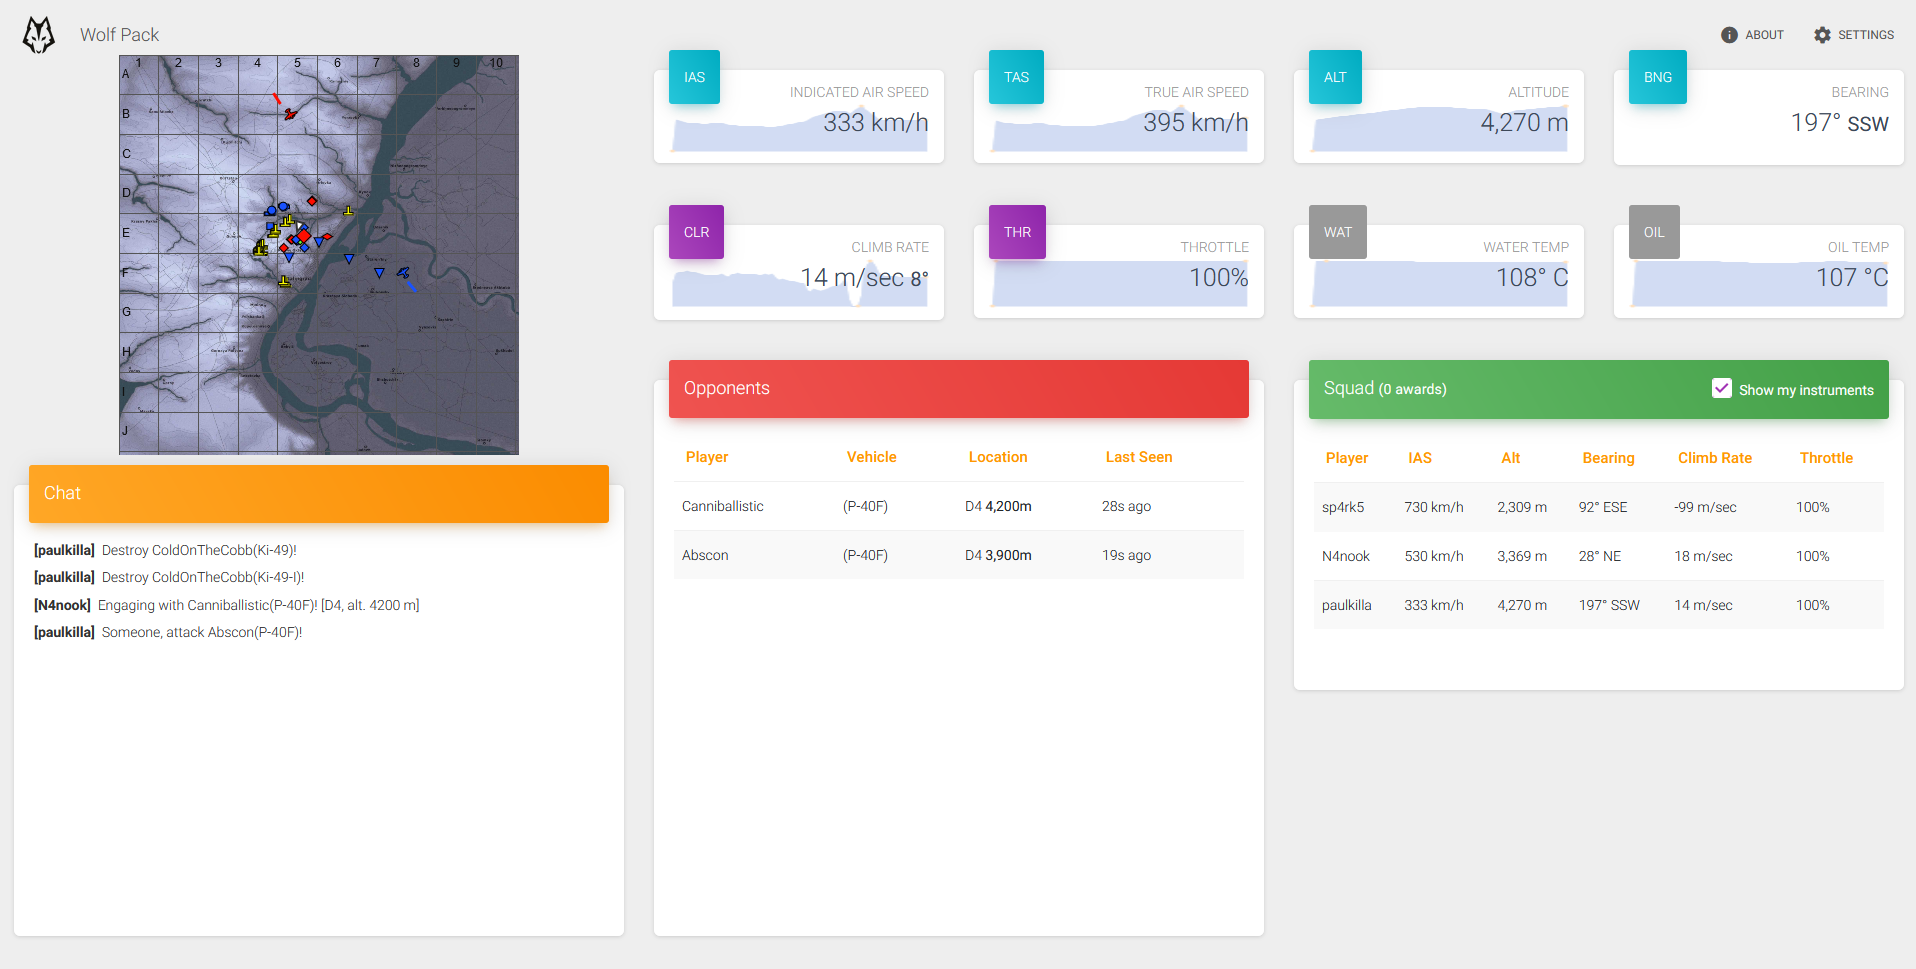 Wolf Pack
ABOUT
SETTINGS
1 2 3 4 5 6 7 8 9 10
A
B
C
D
E
F
G
H
I
J
IAS
INDICATED AIR SPEED
333 km/h
TAS
TRUE AIR SPEED
395 km/h
ALT
ALTITUDE
4,270 m
BNG
BEARING
197° SSW
CLR
CLIMB RATE
14 m/sec 8°
THR
THROTTLE
100%
WAT
WATER TEMP
108° C
OIL
OIL TEMP
107 °C
Chat
[paulkilla] Destroy ColdOnTheCobb(Ki-49)!
[paulkilla] Destroy ColdOnTheCobb(Ki-49-I)!
[N4nook] Engaging with Canniballistic(P-40F)! [D4, alt. 4200 m]
[paulkilla] Someone, attack Abscon(P-40F)!
Opponents
Player Vehicle Location Last Seen
Canniballistic (P-40F) D4 4,200m 28s ago
Abscon (P-40F) D4 3,900m 19s ago
Squad (0 awards)
Show my instruments
Player IAS Alt Bearing Climb Rate Throttle
sp4rk5 730 km/h 2,309 m 92° ESE -99 m/sec 100%
N4nook 530 km/h 3,369 m 28° NE 18 m/sec 100%
paulkilla 333 km/h 4,270 m 197° SSW 14 m/sec 100%